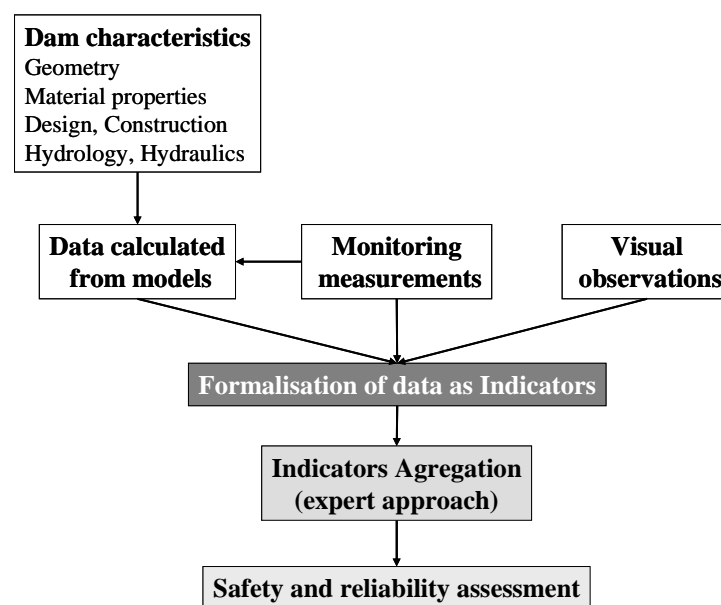 Dam characteristics
Geometry
Material properties
Design, Construction
Hydrology, Hydraulics
Data calculated
from models
Monitoring
measurements
Visual
observations
Formalisation of data as Indicators
Indicators Agregation
(expert approach)
Safety and reliability assessment